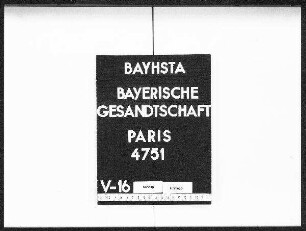 BAYHSTA
BAYERISCHE
GESANDTSCHAFT
PARIS
4751
V-16